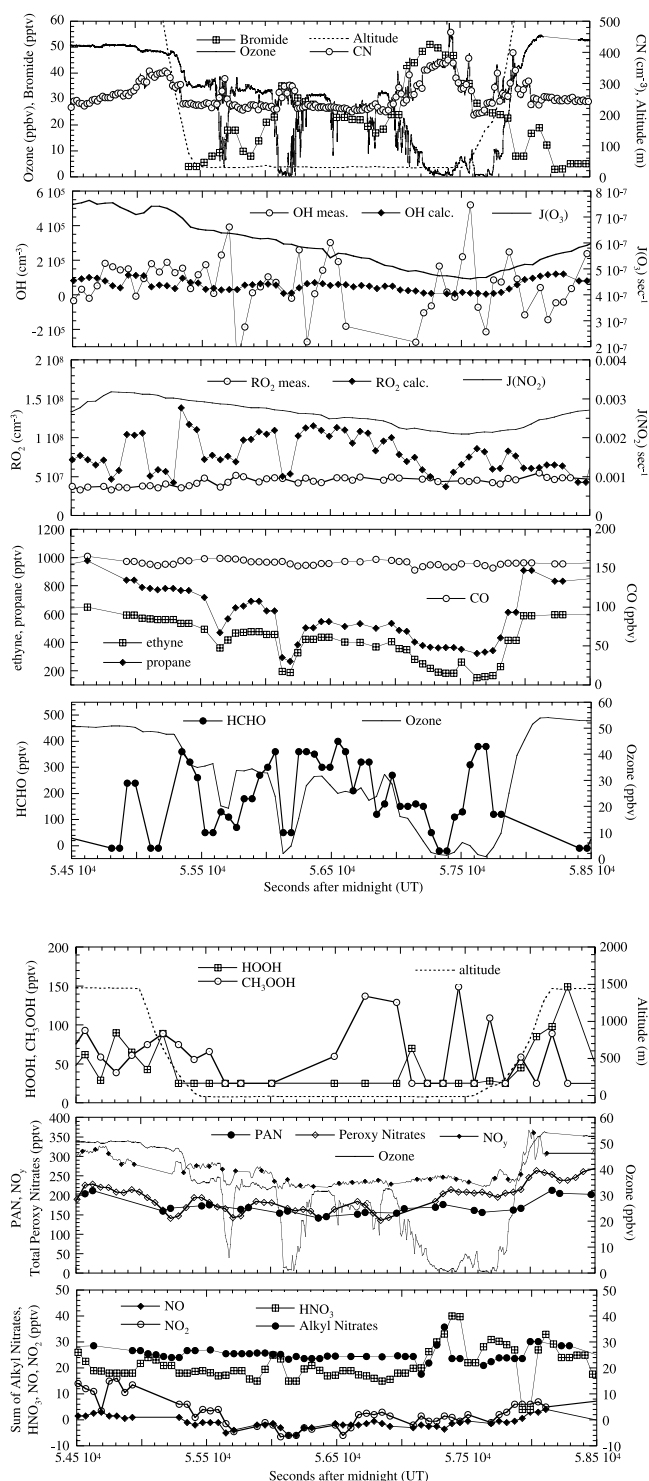 Bromide
Ozone
Altitude
CN
Ozone (ppbv), Bromide (pptv)
CN (cm⁻³), Altitude (m)
60
50
40
30
20
10
0
500
400
300
200
100
0
OH meas.
OH calc.
J(O₃)
OH (cm⁻³)
J(O₃) sec⁻¹
6 10⁵
4 10⁵
2 10⁵
0
-2 10⁵
8 10⁻⁷
7 10⁻⁷
6 10⁻⁷
5 10⁻⁷
4 10⁻⁷
3 10⁻⁷
2 10⁻⁷
RO₂ meas.
RO₂ calc.
J(NO₂)
RO₂ (cm⁻³)
J(NO₂) sec⁻¹
2 10⁸
1.5 10⁸
1 10⁸
5 10⁷
0
0.004
0.003
0.002
0.001
0
CO
ethyne
propane
ethyne, propane (pptv)
CO (ppbv)
1000
800
600
400
200
200
150
100
50
0
HCHO
Ozone
HCHO (pptv)
Ozone (ppbv)
500
400
300
200
100
0
60
50
40
30
20
10
0
5.45 10⁴
5.55 10⁴
5.65 10⁴
5.75 10⁴
5.85 10⁴
Seconds after midnight (UT)
HOOH
CH₃OOH
altitude
HOOH, CH₃OOH (pptv)
Altitude (m)
200
150
100
50
0
2000
1500
1000
500
0
PAN
Peroxy Nitrates
NOy
Ozone
PAN, NOy
Total Peroxy Nitrates (pptv)
Ozone (ppbv)
400
350
300
250
200
150
100
50
0
60
50
40
30
20
10
0
NO
NO₂
HNO₃
Alkyl Nitrates
Sum of Alkyl Nitrates,
HNO₃, NO, NO₂ (pptv)
50
40
30
20
10
0
-10
50
40
30
20
10
0
-10
5.45 10⁴
5.55 10⁴
5.65 10⁴
5.75 10⁴
5.85 10⁴
Seconds after midnight (UT)